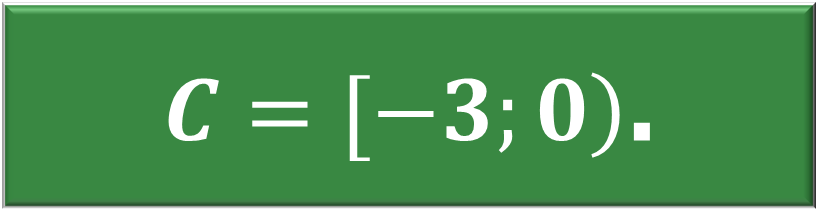 C = [−3; 0).